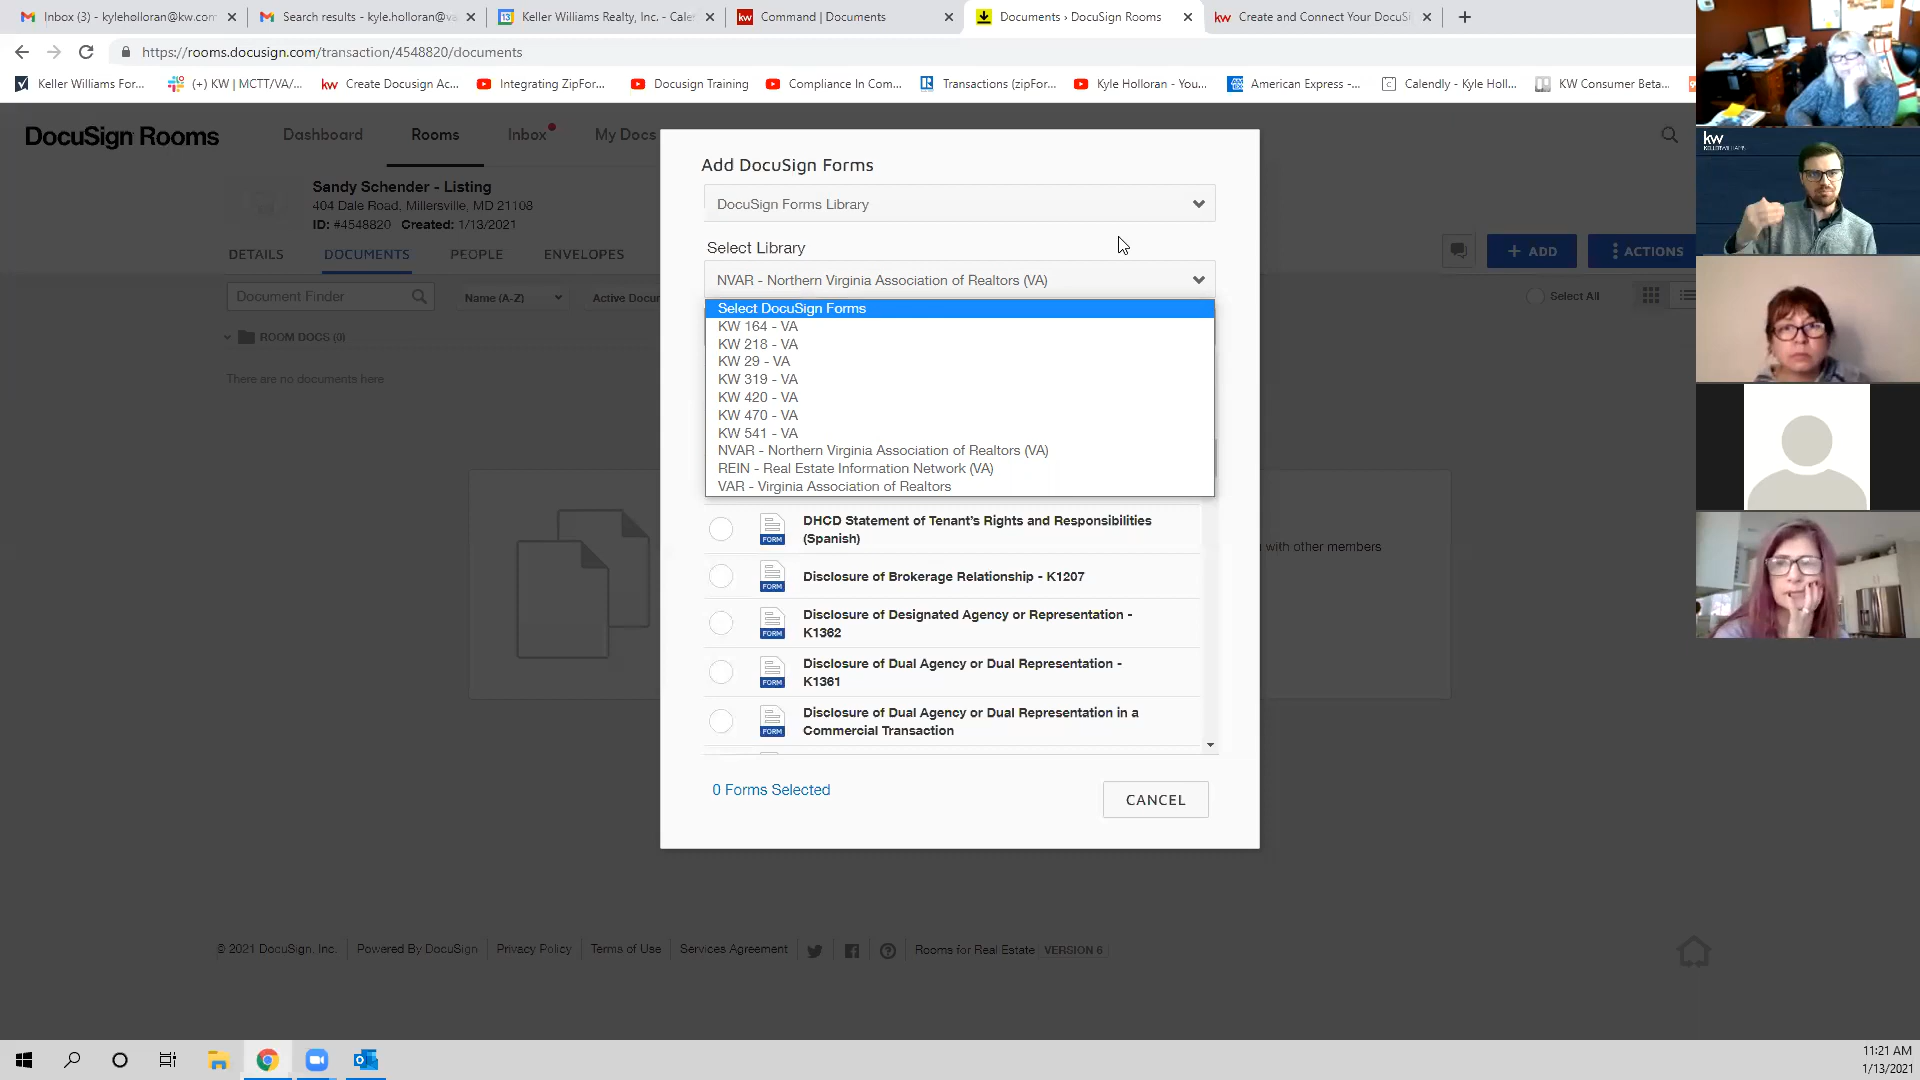 Inbox (3) - kyleholloran@kw.com
Search results - kyle.holloran@va
Keller Williams Realty, Inc. - Cale
Command | Documents
Documents › DocuSign Rooms
Create and Connect Your DocuSi
https://rooms.docusign.com/transaction/4548820/documents
Keller Williams For...
(+) KW | MCTT/VA/...
Create Docusign Ac...
Integrating ZipFor...
Docusign Training
Compliance In Com...
Transactions (zipFor...
Kyle Holloran - You...
American Express -...
Calendly - Kyle Holl...
KW Consumer Beta...
DocuSign Rooms
Dashboard
Rooms
Inbox
My Docs
Sandy Schender - Listing
404 Dale Road, Millersville, MD 21108
ID: #4548820 Created: 1/13/2021
DETAILS
DOCUMENTS
PEOPLE
ENVELOPES
+ ADD
ACTIONS
Document Finder
Name (A-Z)
Active Docu
Select All
ROOM DOCS (0)
There are no documents here
with other members
Add DocuSign Forms
DocuSign Forms Library
Select Library
NVAR - Northern Virginia Association of Realtors (VA)
Select DocuSign Forms
KW 164 - VA
KW 218 - VA
KW 29 - VA
KW 319 - VA
KW 420 - VA
KW 470 - VA
KW 541 - VA
NVAR - Northern Virginia Association of Realtors (VA)
REIN - Real Estate Information Network (VA)
VAR - Virginia Association of Realtors
FORM
DHCD Statement of Tenant's Rights and Responsibilities
(Spanish)
FORM
Disclosure of Brokerage Relationship - K1207
FORM
Disclosure of Designated Agency or Representation -
K1362
FORM
Disclosure of Dual Agency or Dual Representation -
K1361
FORM
Disclosure of Dual Agency or Dual Representation in a
Commercial Transaction
0 Forms Selected
CANCEL
© 2021 DocuSign, Inc.
Powered By DocuSign
Privacy Policy
Terms of Use
Services Agreement
Rooms for Real Estate VERSION 6
kw
KELLERWILLIAMS
11:21 AM
1/13/2021